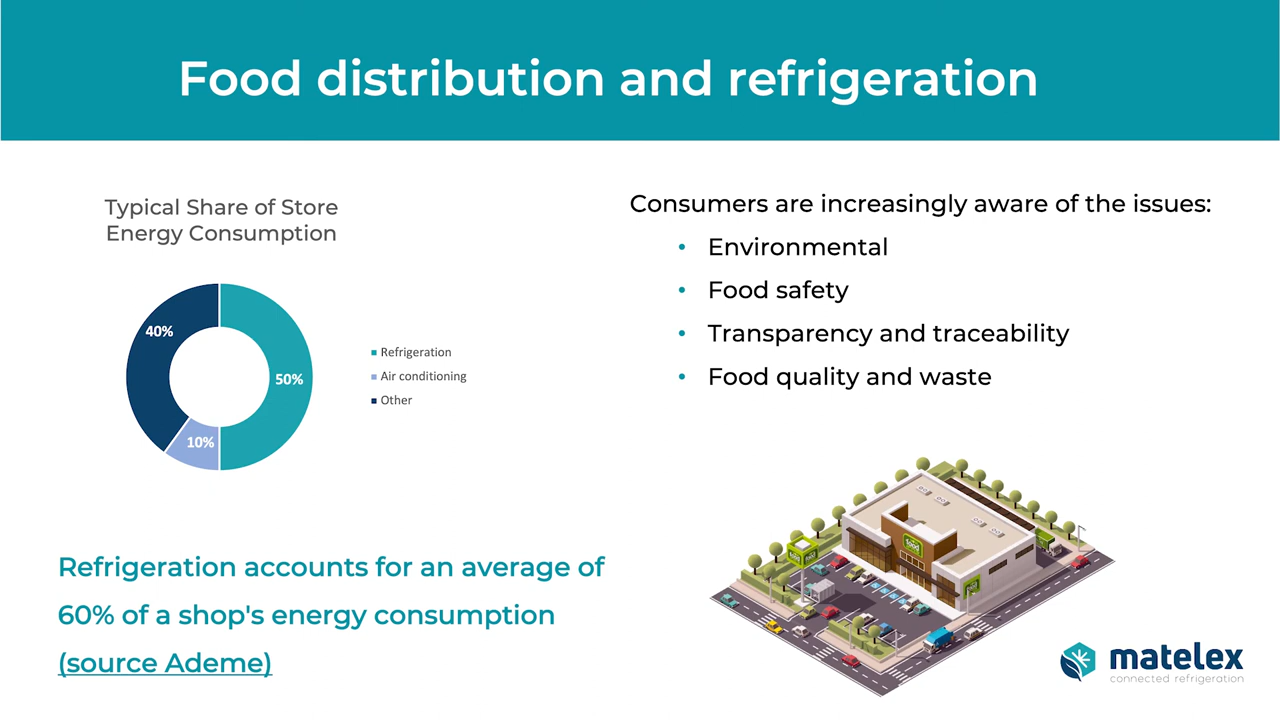 Food distribution and refrigeration
Typical Share of Store
Energy Consumption
40%
50%
10%
Refrigeration
Air conditioning
Other
Refrigeration accounts for an average of
60% of a shop's energy consumption
(source Ademe)
Consumers are increasingly aware of the issues:
• Environmental
• Food safety
• Transparency and traceability
• Food quality and waste
food
matelex
connected refrigeration